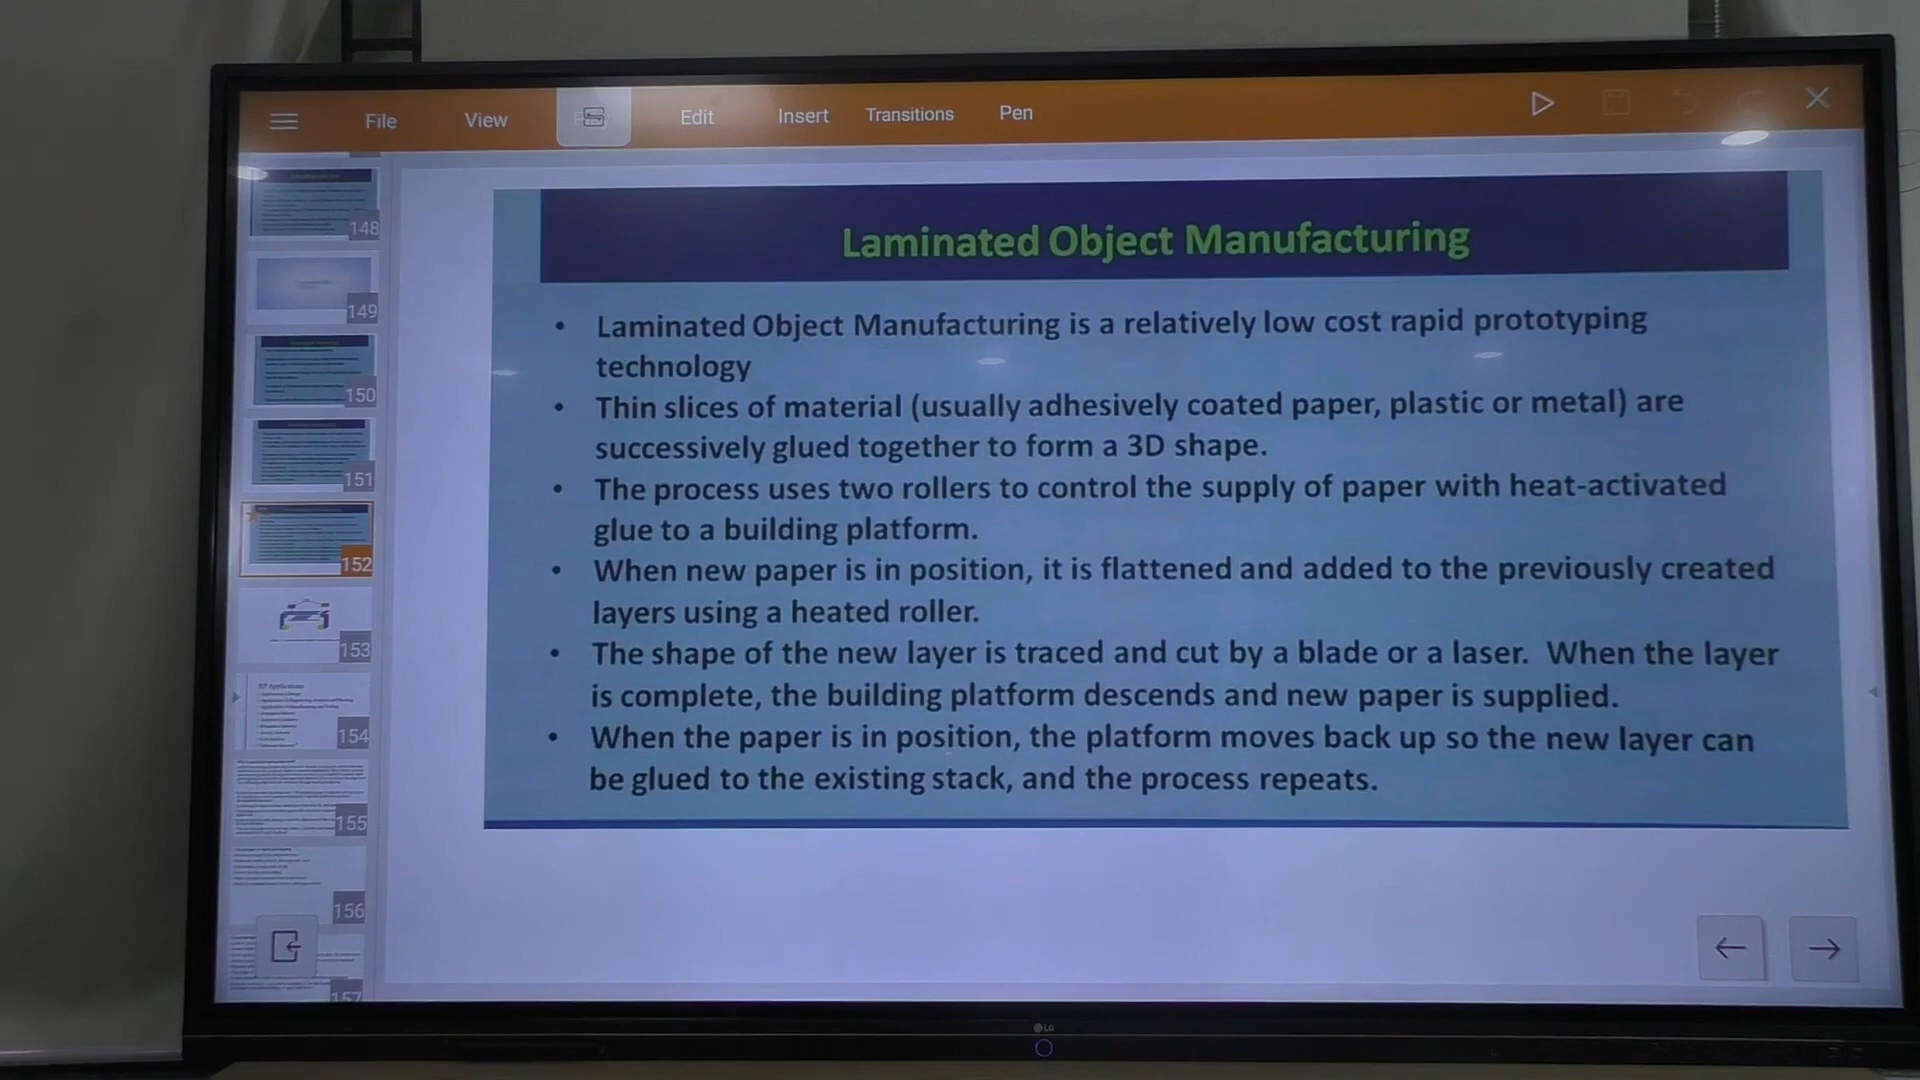 File View Edit Insert Transitions Pen
148
149
150
151
152
153
RP Applications
154
155
156
157
Laminated Object Manufacturing
• Laminated Object Manufacturing is a relatively low cost rapid prototyping
technology
• Thin slices of material (usually adhesively coated paper, plastic or metal) are
successively glued together to form a 3D shape.
• The process uses two rollers to control the supply of paper with heat-activated
glue to a building platform.
• When new paper is in position, it is flattened and added to the previously created
layers using a heated roller.
• The shape of the new layer is traced and cut by a blade or a laser. When the layer
is complete, the building platform descends and new paper is supplied.
• When the paper is in position, the platform moves back up so the new layer can
be glued to the existing stack, and the process repeats.
LG